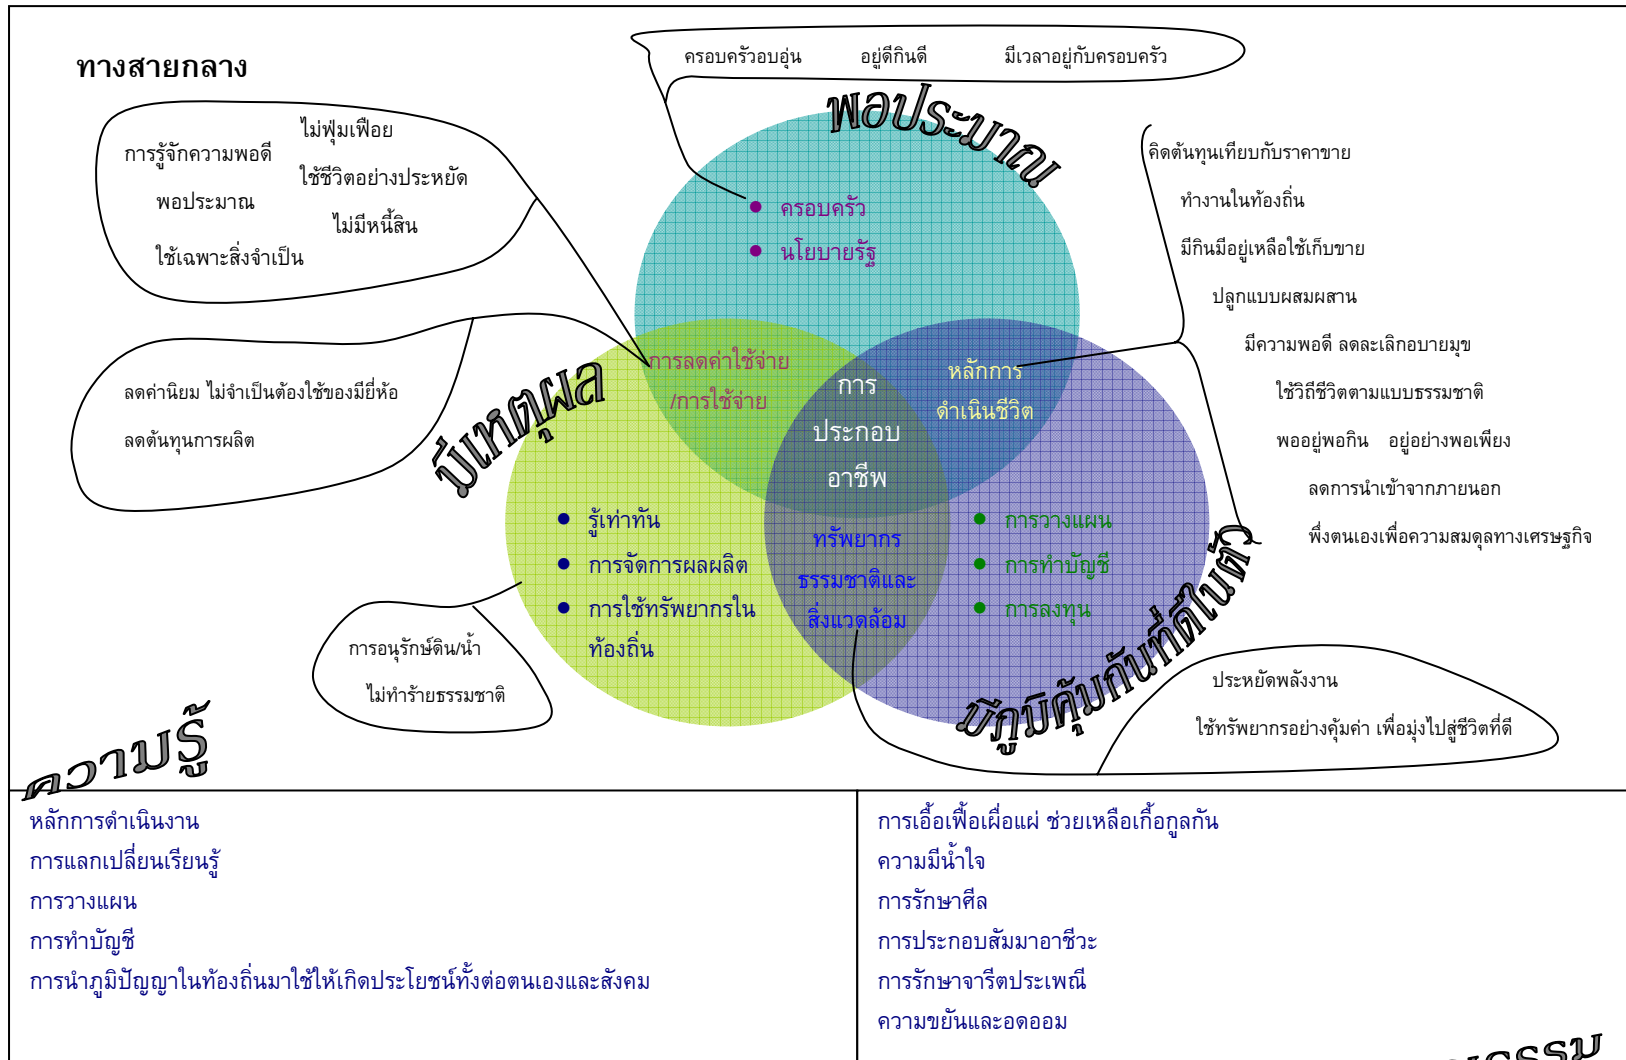 ทางสายกลาง
ครอบครัวอบอุ่น อยู่ดีกินดี มีเวลาอยู่กับครอบครัว
พอประมาณ
ไม่ฟุ่มเฟือย
การรู้จักความพอดี
ใช้ชีวิตอย่างประหยัด
พอประมาณ
ไม่มีหนี้สิน
ใช้เฉพาะสิ่งจำเป็น
ลดค่านิยม ไม่จำเป็นต้องใช้ของมียี่ห้อ
ลดต้นทุนการผลิต
● ครอบครัว
● นโยบายรัฐ
คิดต้นทุนเทียบกับราคาขาย
ทำงานในท้องถิ่น
มีกินมีอยู่เหลือใช้เก็บขาย
ปลูกแบบผสมผสาน
มีความพอดี ลดละเลิกอบายมุข
ใช้วิถีชีวิตตามแบบธรรมชาติ
พออยู่พอกิน อยู่อย่างพอเพียง
ลดการนำเข้าจากภายนอก
พึ่งตนเองเพื่อความสมดุลทางเศรษฐกิจ
การลดค่าใช้จ่าย
/การใช้จ่าย
หลักการ
ดำเนินชีวิต
การ
ประกอบ
อาชีพ
มีเหตุผล
● รู้เท่าทัน
● การจัดการผลผลิต
● การใช้ทรัพยากรใน
ท้องถิ่น
ทรัพยากร
ธรรมชาติและ
สิ่งแวดล้อม
● การวางแผน
● การทำบัญชี
● การลงทุน
มีภูมิคุ้มกันที่ดีในตัว
การอนุรักษ์ดิน/น้ำ
ไม่ทำร้ายธรรมชาติ
ประหยัดพลังงาน
ใช้ทรัพยากรอย่างคุ้มค่า เพื่อมุ่งไปสู่ชีวิตที่ดี
ความรู้
หลักการดำเนินงาน
การแลกเปลี่ยนเรียนรู้
การวางแผน
การทำบัญชี
การนำภูมิปัญญาในท้องถิ่นมาใช้ให้เกิดประโยชน์ทั้งต่อตนเองและสังคม
การเอื้อเฟื้อเผื่อแผ่ ช่วยเหลือเกื้อกูลกัน
ความมีน้ำใจ
การรักษาศีล
การประกอบสัมมาอาชีวะ
การรักษาจารีตประเพณี
ความขยันและอดออม